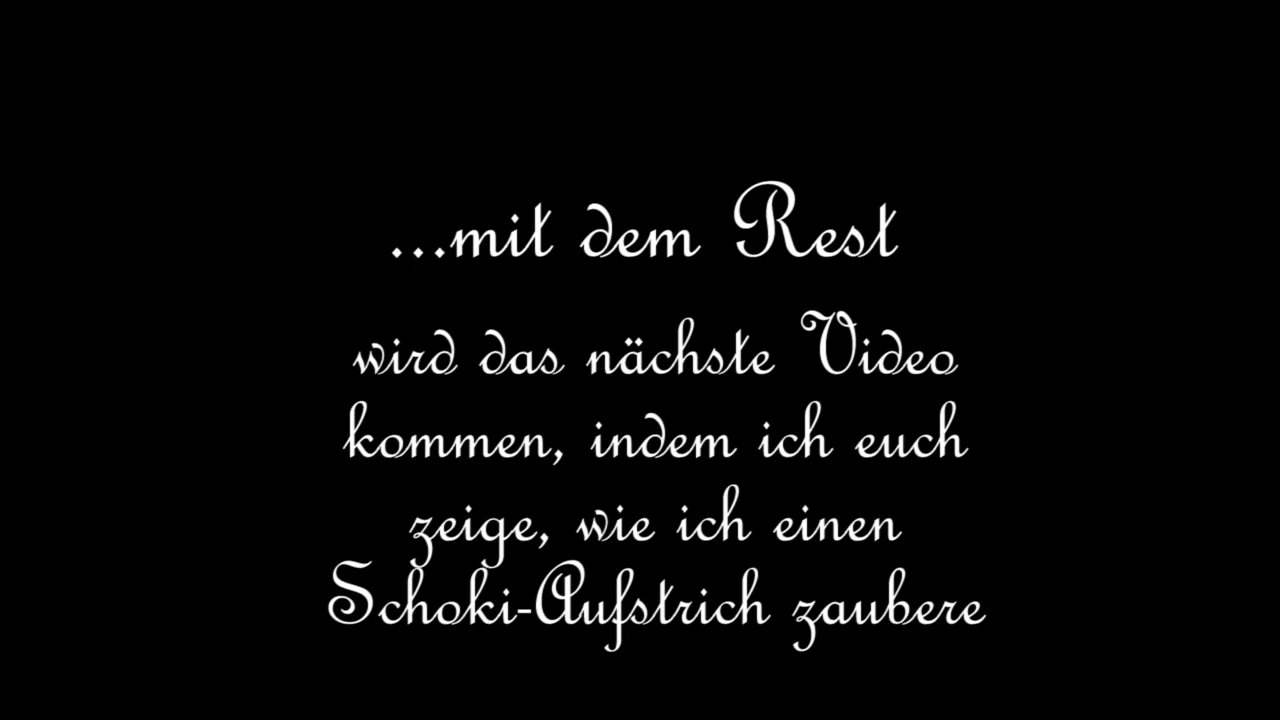 ...mit dem Rest
wird das nächste Video
kommen, indem ich euch
zeige, wie ich einen
Schoki-Aufstrich zaubere